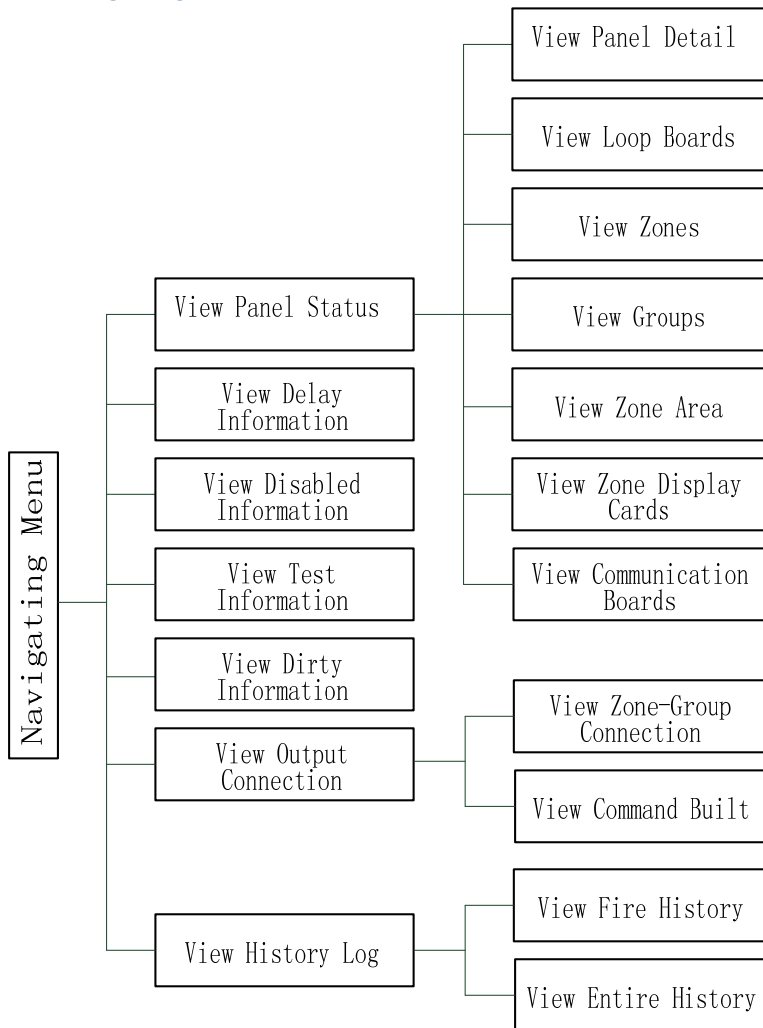 Navigating Menu
View Panel Status
View Delay
Information
View Disabled
Information
View Test
Information
View Dirty
Information
View Output
Connection
View History Log
View Panel Detail
View Loop Boards
View Zones
View Groups
View Zone Area
View Zone Display
Cards
View Communication
Boards
View Zone-Group
Connection
View Command Built
View Fire History
View Entire History